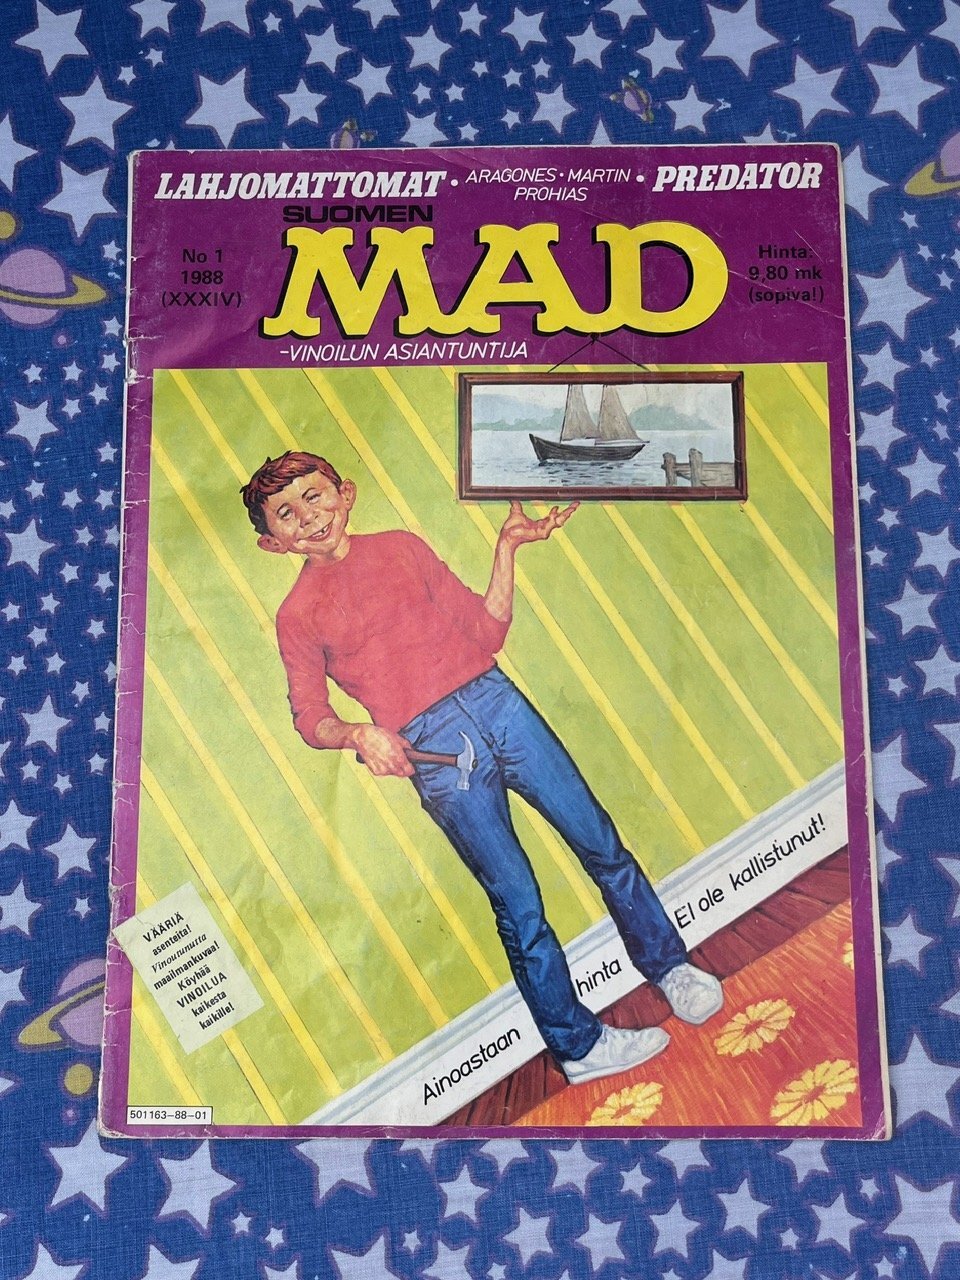 LAHJOMATTOMAT • ARAGONES • MARTIN • PREDATOR
PROHIAS
SUOMEN
MAD
No 1
1988
(XXXIV)
Hinta:
9,80 mk
(sopiva!)
-VINOILUN ASIANTUNTIJA
VÄÄRIÄ
asenteita!
Vinoutunutta
maailmankuvaa!
Köyhää
VINOILUA
kaikesta
kaikille!
Ainoastaan hinta Ei ole kallistunut!
501163-88-01